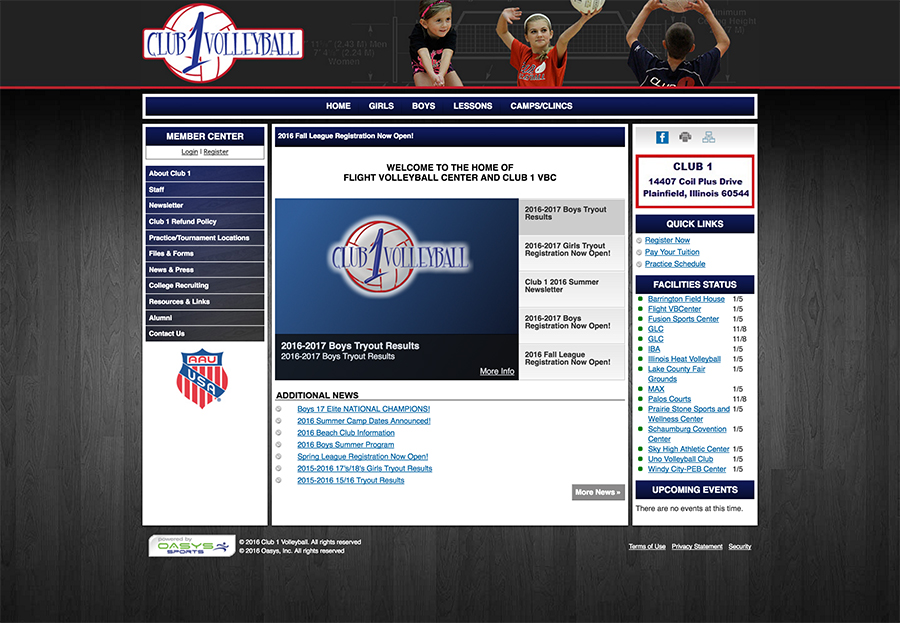 CLUB 1 VOLLEYBALL
HOME GIRLS BOYS LESSONS CAMPS/CLINCS
MEMBER CENTER
Login | Register
About Club 1
Staff
Newsletter
Club 1 Refund Policy
Practice/Tournament Locations
Files & Forms
News & Press
College Recruiting
Resources & Links
Alumni
Contact Us
AAU
USA
2016 Fall League Registration Now Open!
WELCOME TO THE HOME OF
FLIGHT VOLLEYBALL CENTER AND CLUB 1 VBC
CLUB 1 VOLLEYBALL
2016-2017 Boys Tryout Results
2016-2017 Boys Tryout Results
More Info
2016-2017 Boys Tryout
Results
2016-2017 Girls Tryout
Registration Now Open!
Club 1 2016 Summer
Newsletter
2016-2017 Boys
Registration Now Open!
2016 Fall League
Registration Now Open!
ADDITIONAL NEWS
Boys 17 Elite NATIONAL CHAMPIONS!
2016 Summer Camp Dates Announced!
2016 Beach Club Information
2016 Boys Summer Program
Spring League Registration Now Open!
2015-2016 17's/18's Girls Tryout Results
2015-2016 15/16 Tryout Results
More News »
CLUB 1
14407 Coil Plus Drive
Plainfield, Illinois 60544
QUICK LINKS
Register Now
Pay Your Tuition
Practice Schedule
FACILITIES STATUS
Barrington Field House 1/5
Flight VBCenter 1/5
Fusion Sports Center 1/5
GLC 11/8
GLC 11/8
IBA 1/5
Illinois Heat Volleyball 1/5
Lake County Fair 1/5
Grounds
MAX 1/5
Palos Courts 11/8
Prairie Stone Sports and 1/5
Wellness Center
Schaumburg Covention 1/5
Center
Sky High Athletic Center 1/5
Uno Volleyball Club 1/5
Windy City-PEB Center 1/5
UPCOMING EVENTS
There are no events at this time.
powered by
OASYS
SPORTS
© 2016 Club 1 Volleyball. All rights reserved
© 2016 Oasys, Inc. All rights reserved
Terms of Use Privacy Statement Security